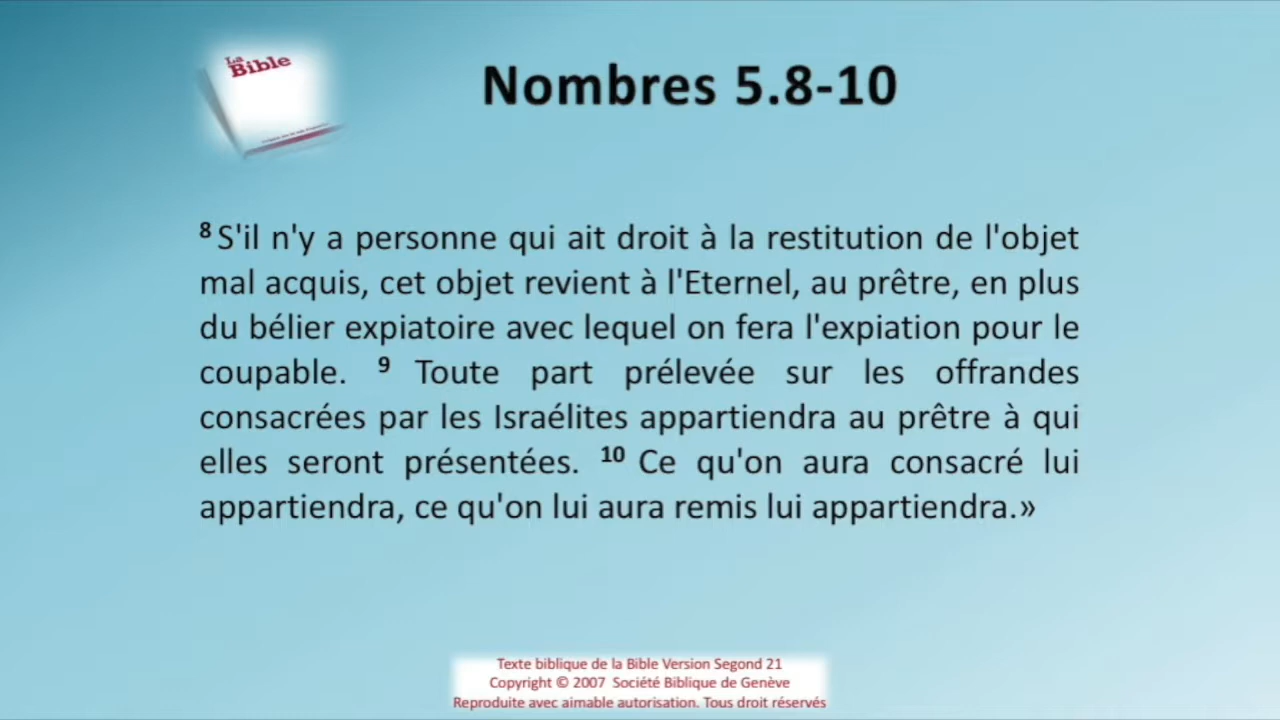 La
Bible
Nombres 5.8-10
8 S'il n'y a personne qui ait droit à la restitution de l'objet
mal acquis, cet objet revient à l'Eternel, au prêtre, en plus
du bélier expiatoire avec lequel on fera l'expiation pour le
coupable. 9 Toute part prélevée sur les offrandes
consacrées par les Israélites appartiendra au prêtre à qui
elles seront présentées. 10 Ce qu'on aura consacré lui
appartiendra, ce qu'on lui aura remis lui appartiendra.»
Texte biblique de la Bible Version Segond 21
Copyright © 2007 Société Biblique de Genève
Reproduite avec aimable autorisation. Tous droit réservés